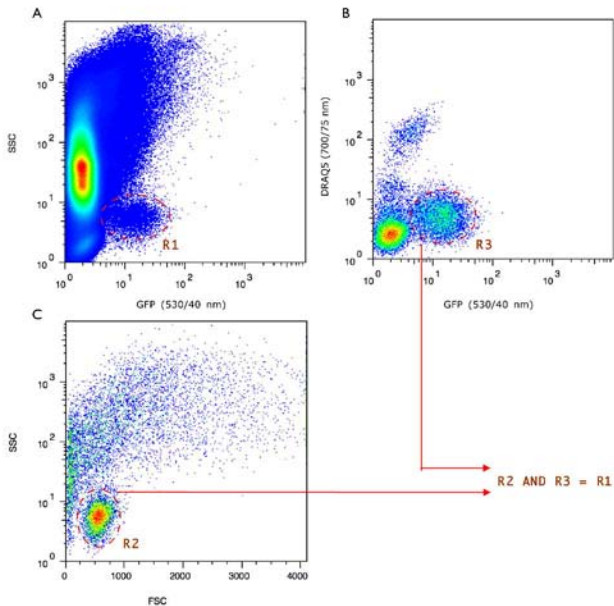 A
SSC
10³
10²
10¹
10⁰
R1
10⁰ 10¹ 10² 10³ 10⁴
GFP (530/40 nm)
B
DRAQ5 (700/75 nm)
10³
10²
10¹
10⁰
R3
10⁰ 10¹ 10² 10³ 10⁴
GFP (530/40 nm)
C
SSC
10³
10²
10¹
10⁰
R2
0 1000 2000 3000 4000
FSC
R2 AND R3 = R1